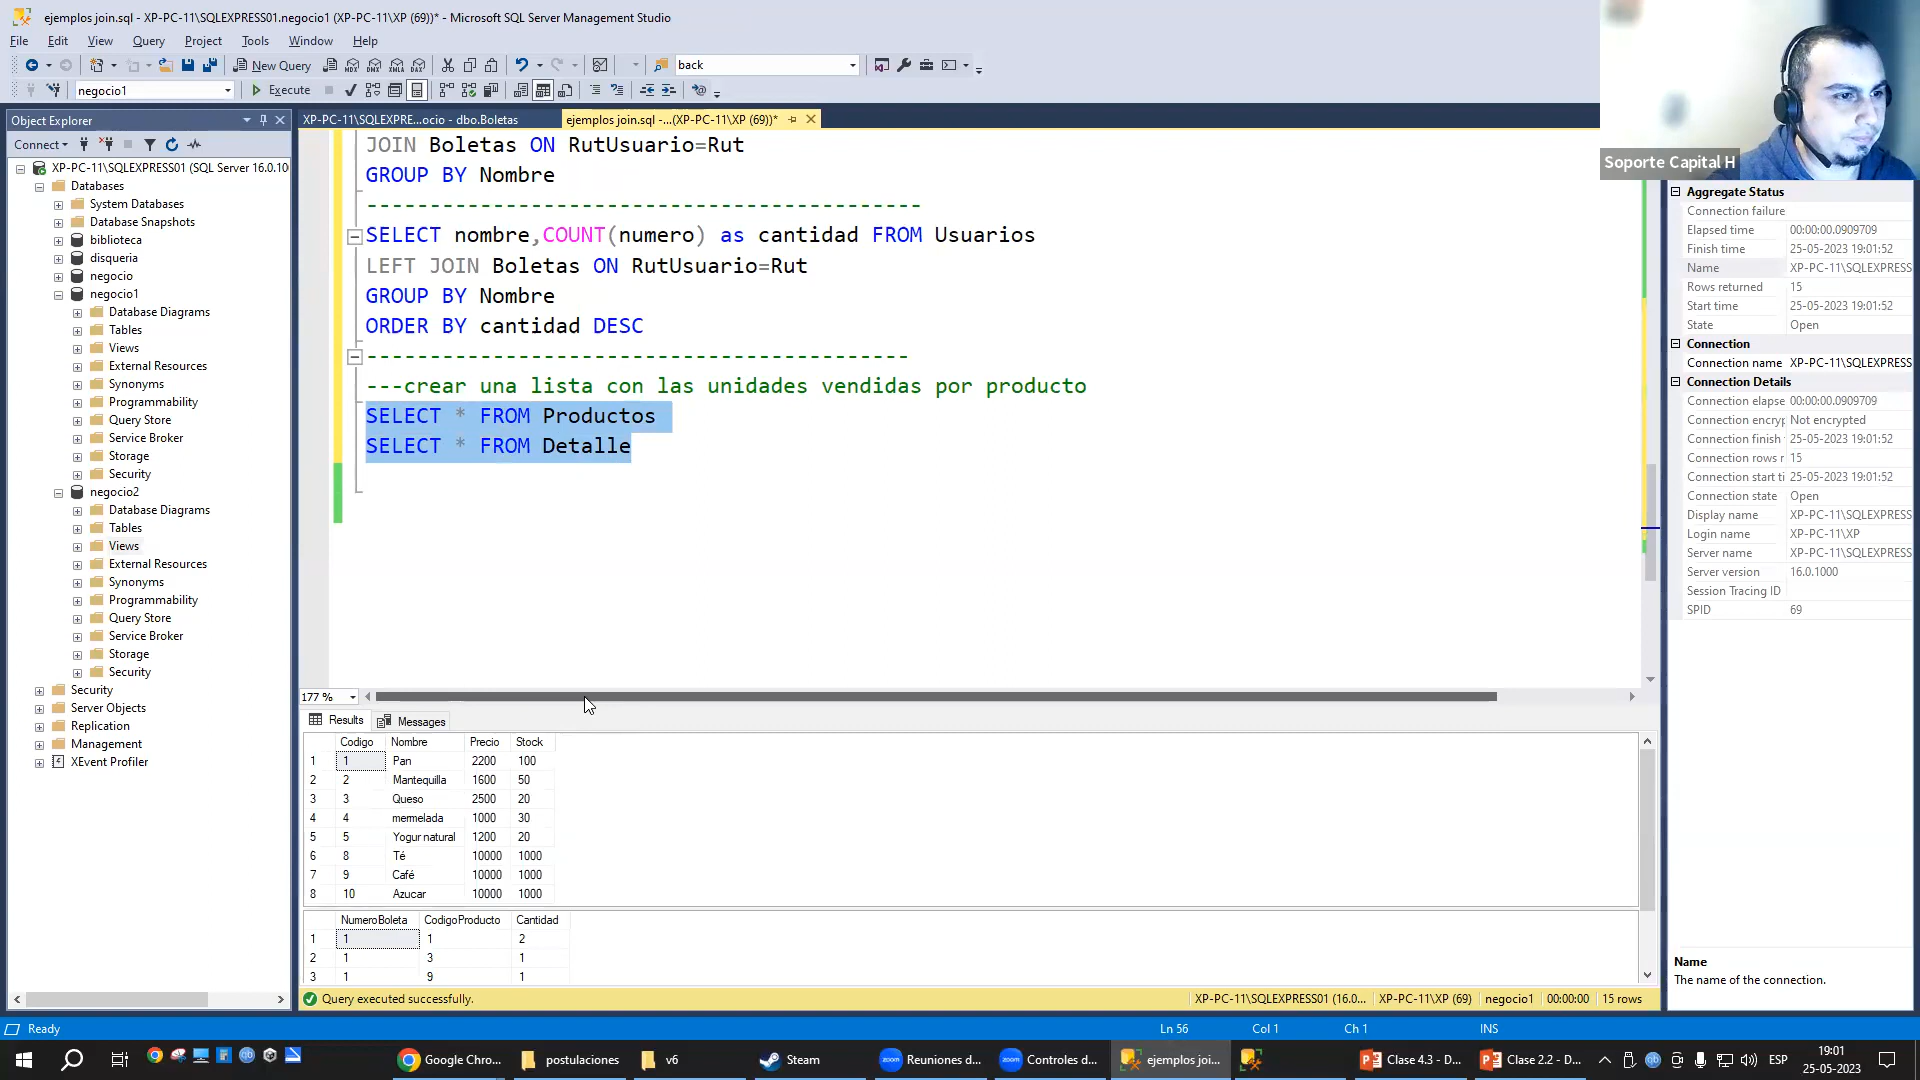 ejemplos join.sql - XP-PC-11\SQLEXPRESS01.negocio1 (XP-PC-11\XP (69))* - Microsoft SQL Server Management Studio
File Edit View Query Project Tools Window Help
New Query
back
negocio1
Execute
Object Explorer
Connect
XP-PC-11\SQLEXPRESS01 (SQL Server 16.0.10
Databases
System Databases
Database Snapshots
biblioteca
disqueria
negocio
negocio1
Database Diagrams
Tables
Views
External Resources
Synonyms
Programmability
Query Store
Service Broker
Storage
Security
negocio2
Database Diagrams
Tables
Views
External Resources
Synonyms
Programmability
Query Store
Service Broker
Storage
Security
Security
Server Objects
Replication
Management
XEvent Profiler
XP-PC-11\SQLEXPRE...ocio - dbo.Boletas
ejemplos join.sql -...(XP-PC-11\XP (69))*
JOIN Boletas ON RutUsuario=Rut
GROUP BY Nombre
--------------------------------------------
SELECT nombre,COUNT(numero) as cantidad FROM Usuarios
LEFT JOIN Boletas ON RutUsuario=Rut
GROUP BY Nombre
ORDER BY cantidad DESC
-------------------------------------------
---crear una lista con las unidades vendidas por producto
SELECT * FROM Productos
SELECT * FROM Detalle
177 %
Results Messages
Codigo Nombre Precio Stock
1 1 Pan 2200 100
2 2 Mantequilla 1600 50
3 3 Queso 2500 20
4 4 mermelada 1000 30
5 5 Yogur natural 1200 20
6 8 Té 10000 1000
7 9 Café 10000 1000
8 10 Azucar 10000 1000
NumeroBoleta CodigoProducto Cantidad
1 1 1 2
2 1 3 1
3 1 9 1
Query executed successfully.
XP-PC-11\SQLEXPRESS01 (16.0... XP-PC-11\XP (69) negocio1 00:00:00 15 rows
Soporte Capital H
Aggregate Status
Connection failure
Elapsed time 00:00:00.0909709
Finish time 25-05-2023 19:01:52
Name XP-PC-11\SQLEXPRESS
Rows returned 15
Start time 25-05-2023 19:01:52
State Open
Connection
Connection name XP-PC-11\SQLEXPRESS
Connection Details
Connection elapse 00:00:00.0909709
Connection encryp Not encrypted
Connection finish 25-05-2023 19:01:52
Connection rows r 15
Connection start ti 25-05-2023 19:01:52
Connection state Open
Display name XP-PC-11\SQLEXPRESS
Login name XP-PC-11\XP
Server name XP-PC-11\SQLEXPRESS
Server version 16.0.1000
Session Tracing ID
SPID 69
Name
The name of the connection.
Ready
Ln 56 Col 1 Ch 1 INS
Google Chro... postulaciones v6 Steam Reuniones d... Controles d... ejemplos joi... Clase 4.3 - D... Clase 2.2 - D... ESP
19:01
25-05-2023